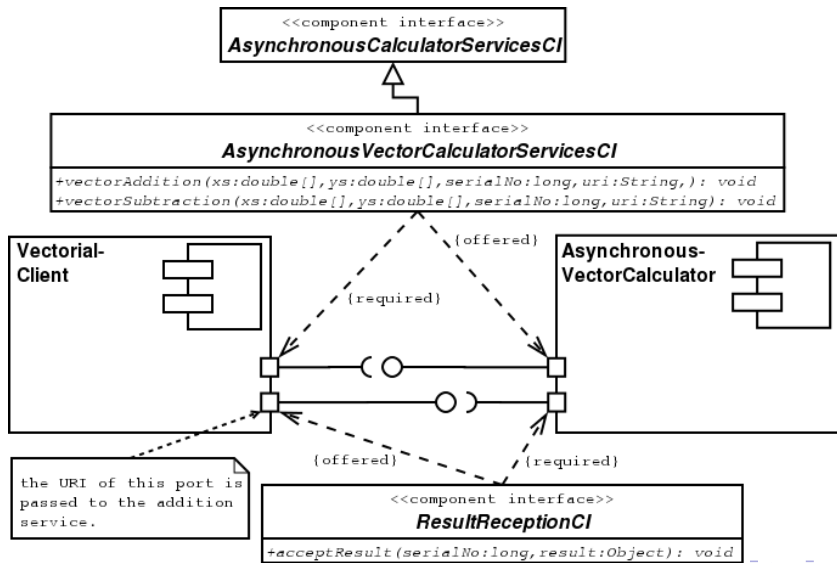 <<component interface>>
AsynchronousCalculatorServicesCI
<<component interface>>
AsynchronousVectorCalculatorServicesCI
+vectorAddition(xs:double[],ys:double[],serialNo:long,uri:String,): void
+vectorSubtraction(xs:double[],ys:double[],serialNo:long,uri:String): void
Vectorial-
Client
{offered}
Asynchronous-
VectorCalculator
{required}
{offered}
{required}
the URI of this port is
passed to the addition
service.
<<component interface>>
ResultReceptionCI
+acceptResult(serialNo:long,result:Object): void